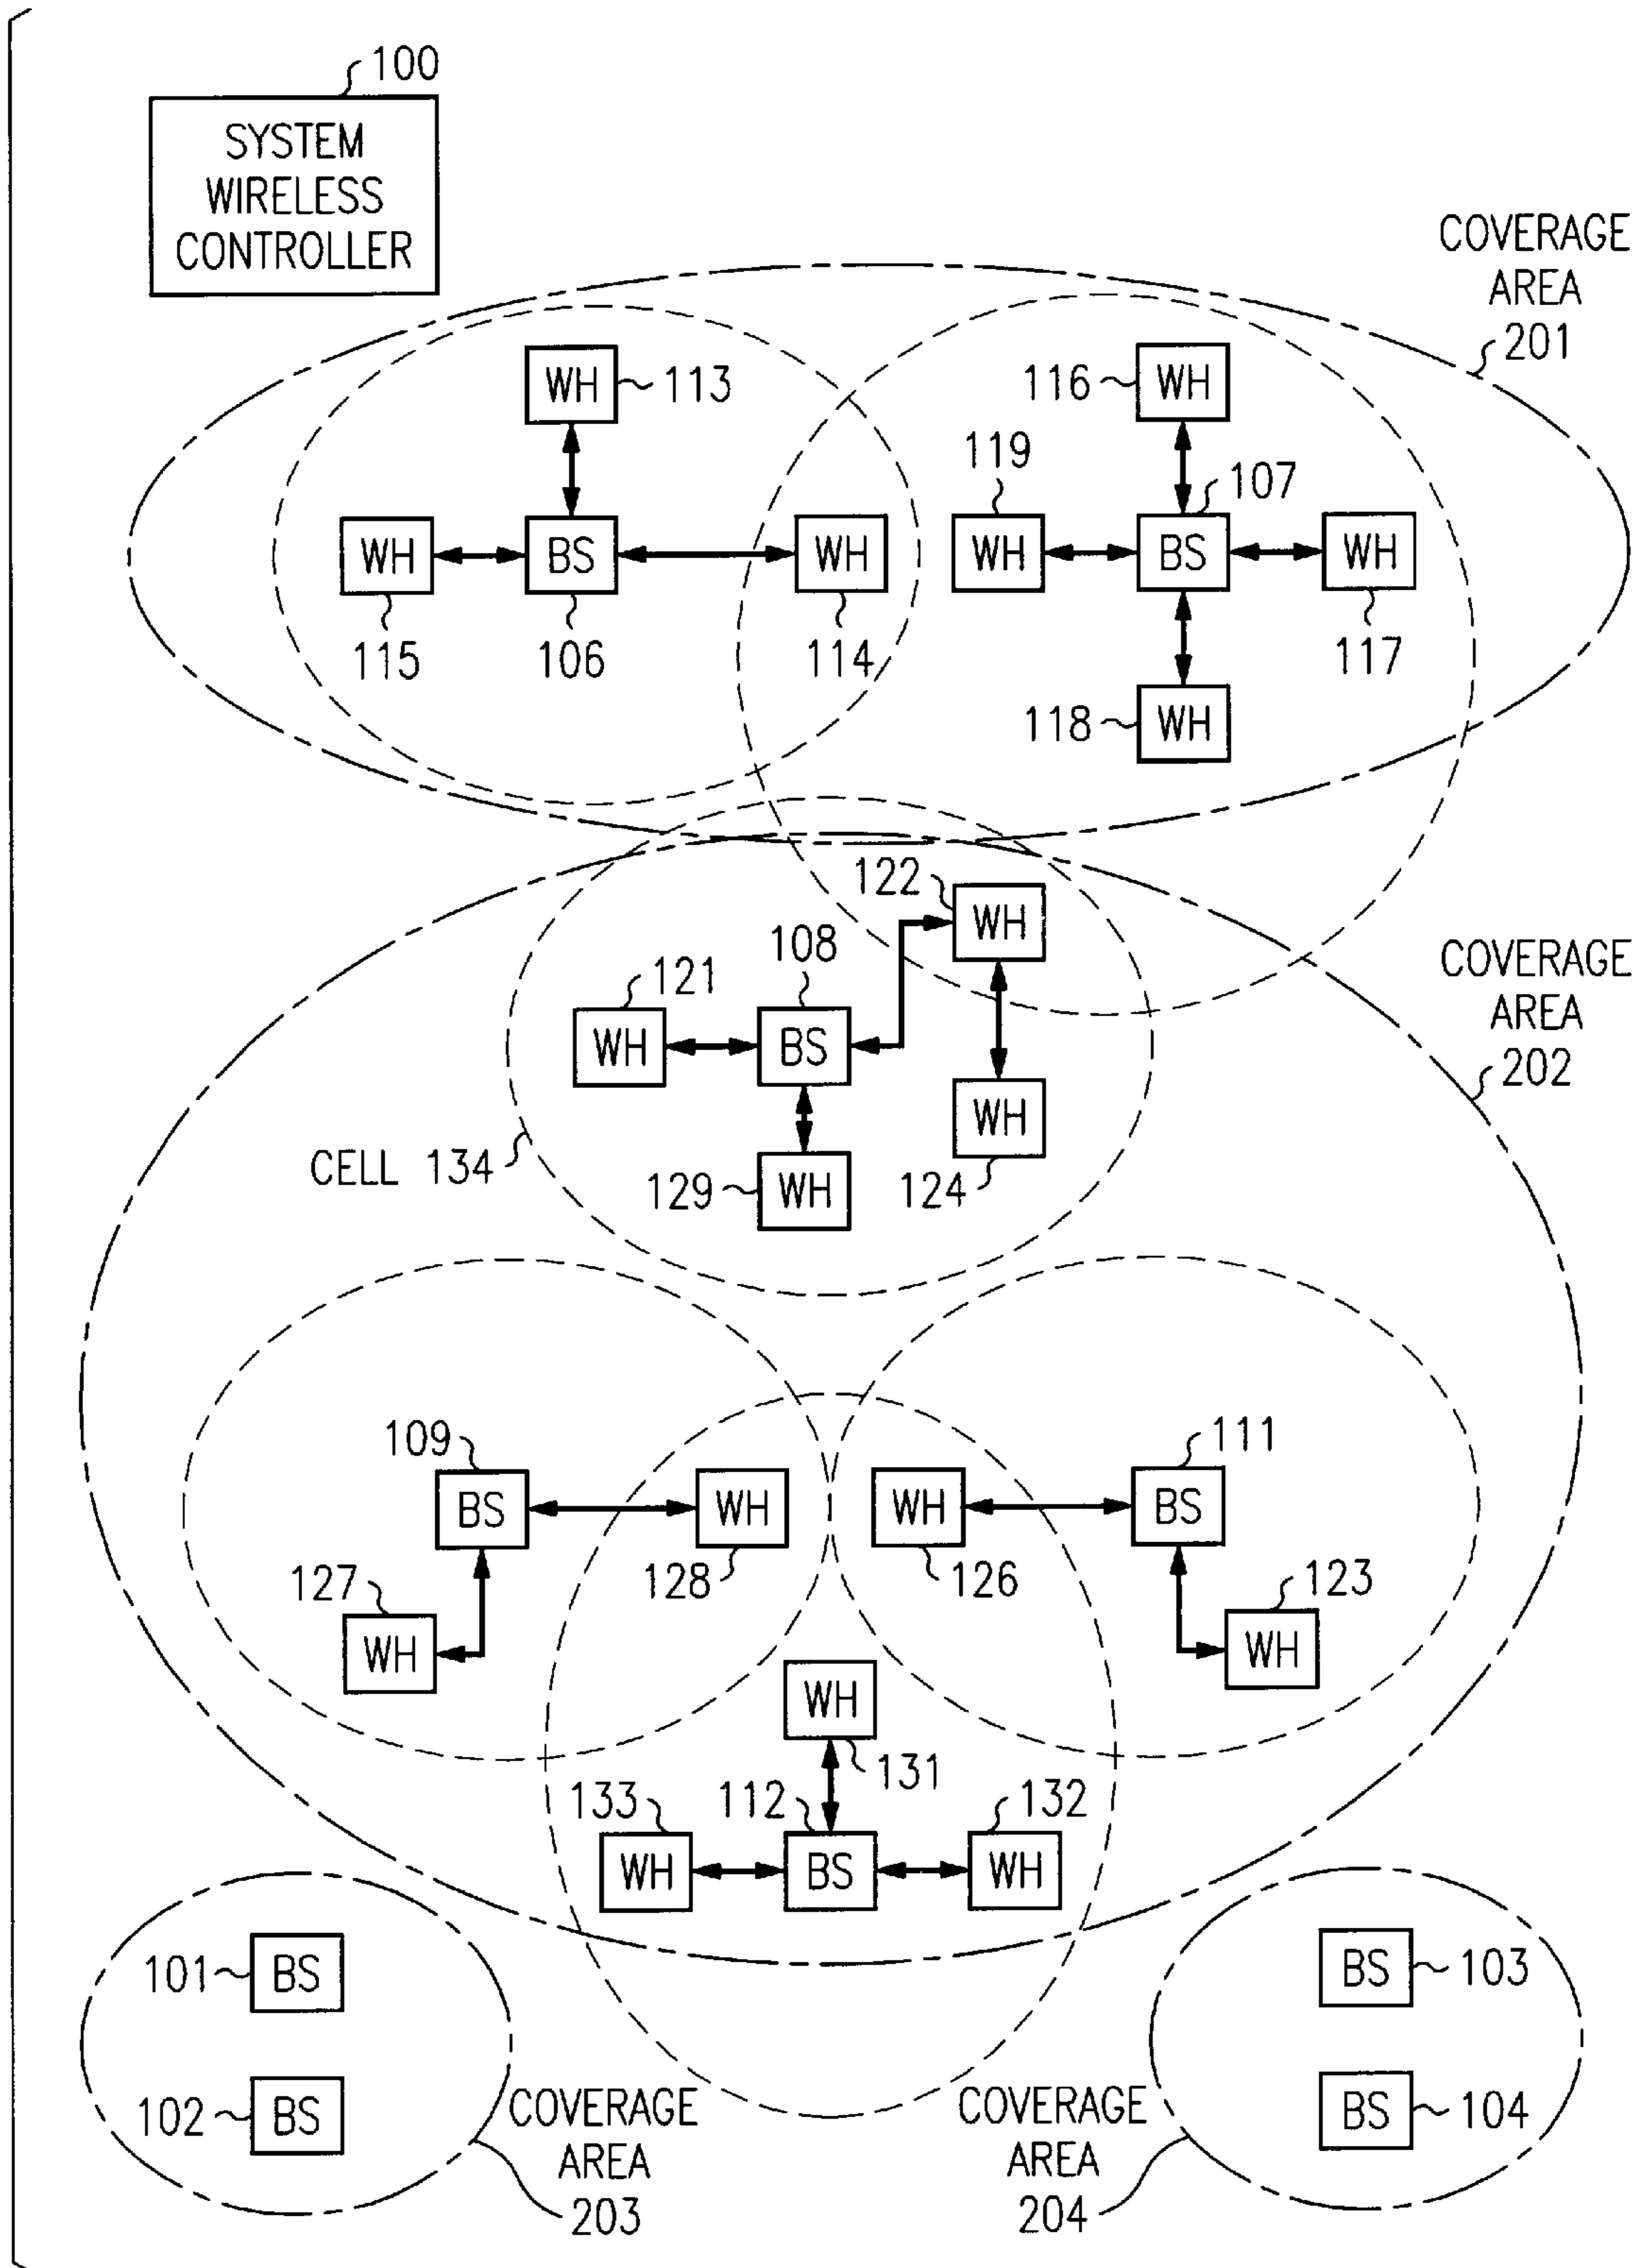 100
SYSTEM
WIRELESS
CONTROLLER
COVERAGE
AREA
201
WH
113
116
WH
119
107
WH
BS
WH
WH
BS
WH
115
106
114
117
118
WH
122
WH
108
COVERAGE
AREA
202
121
WH
BS
WH
CELL 134
129
WH
124
109
111
BS
WH
WH
BS
128
126
127
123
WH
WH
WH
131
133
112
132
WH
BS
WH
101
BS
BS
103
102
BS
BS
104
COVERAGE
AREA
203
COVERAGE
AREA
204